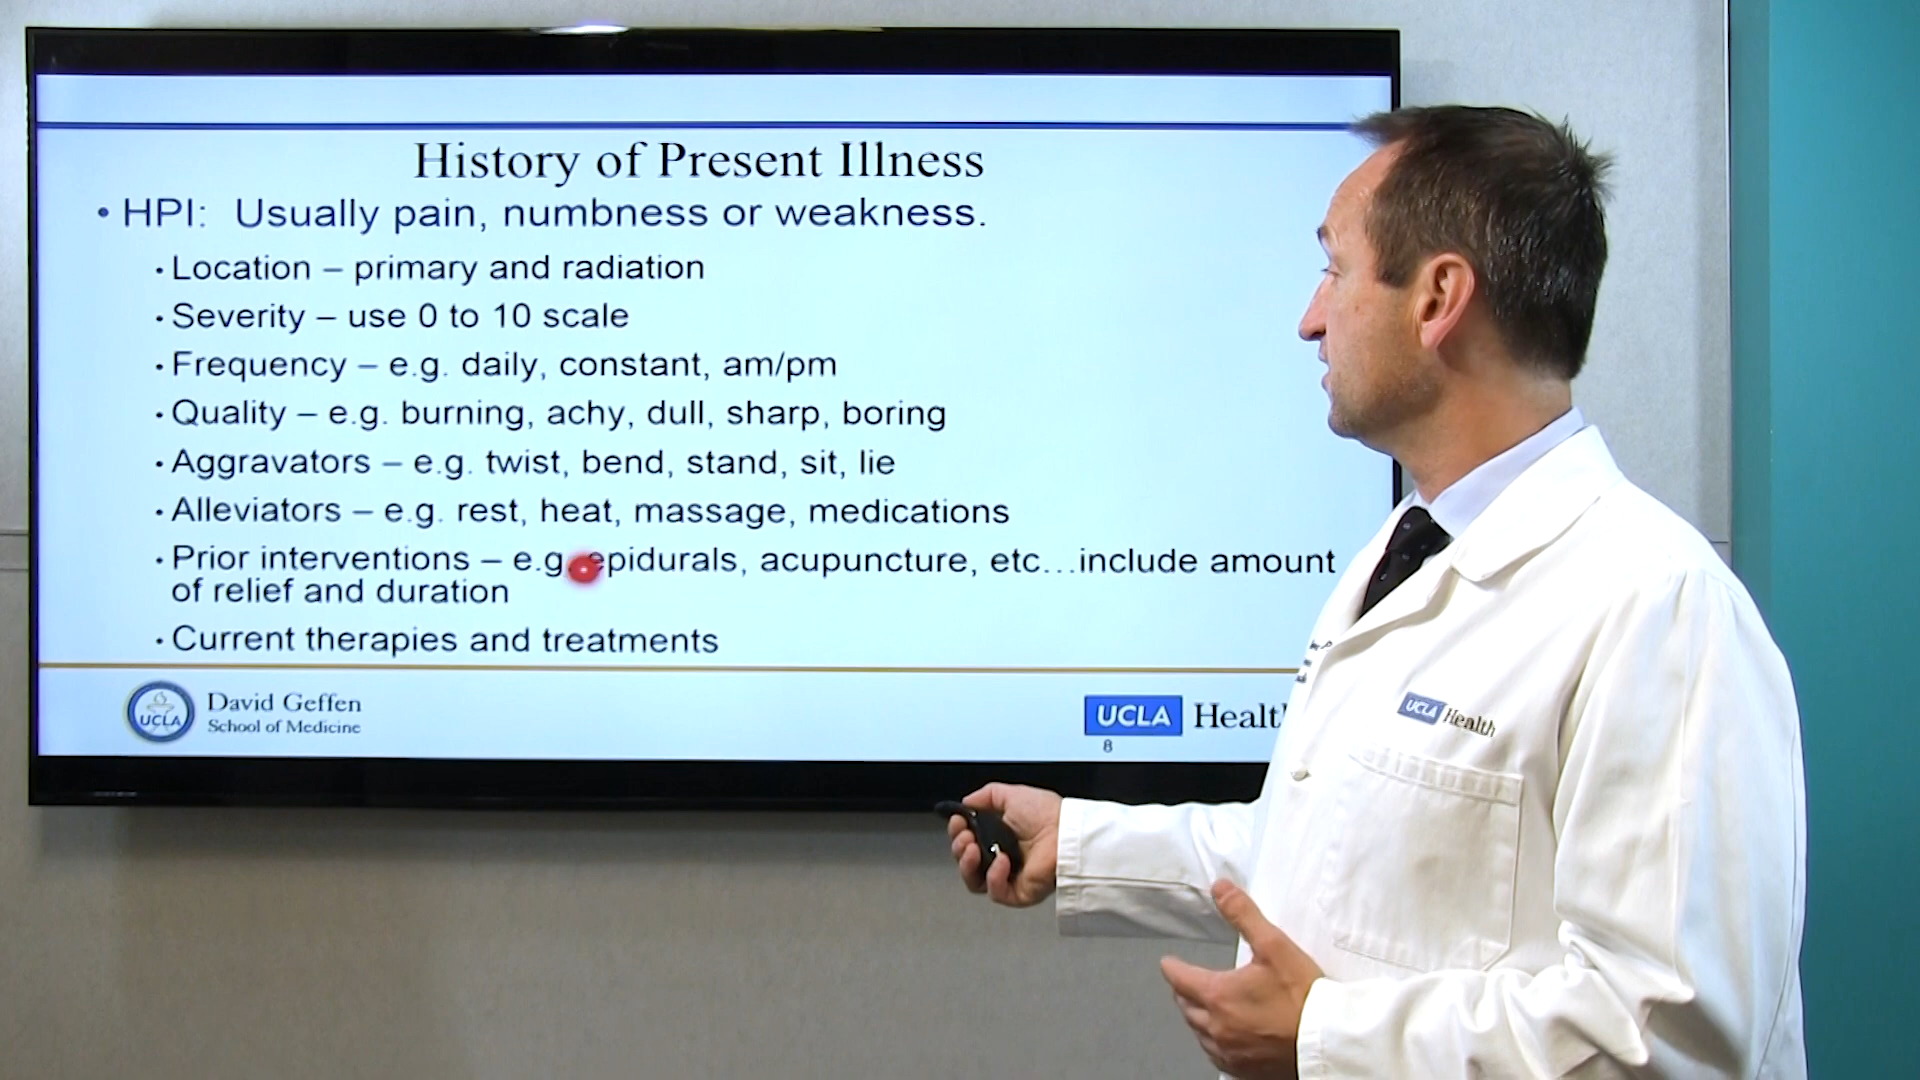 History of Present Illness
• HPI: Usually pain, numbness or weakness.
• Location – primary and radiation
• Severity – use 0 to 10 scale
• Frequency – e.g. daily, constant, am/pm
• Quality – e.g. burning, achy, dull, sharp, boring
• Aggravators – e.g. twist, bend, stand, sit, lie
• Alleviators – e.g. rest, heat, massage, medications
• Prior interventions – e.g. epidurals, acupuncture, etc...include amount
of relief and duration
• Current therapies and treatments
UCLA
David Geffen
School of Medicine
UCLA Healt
8
UCLA Health